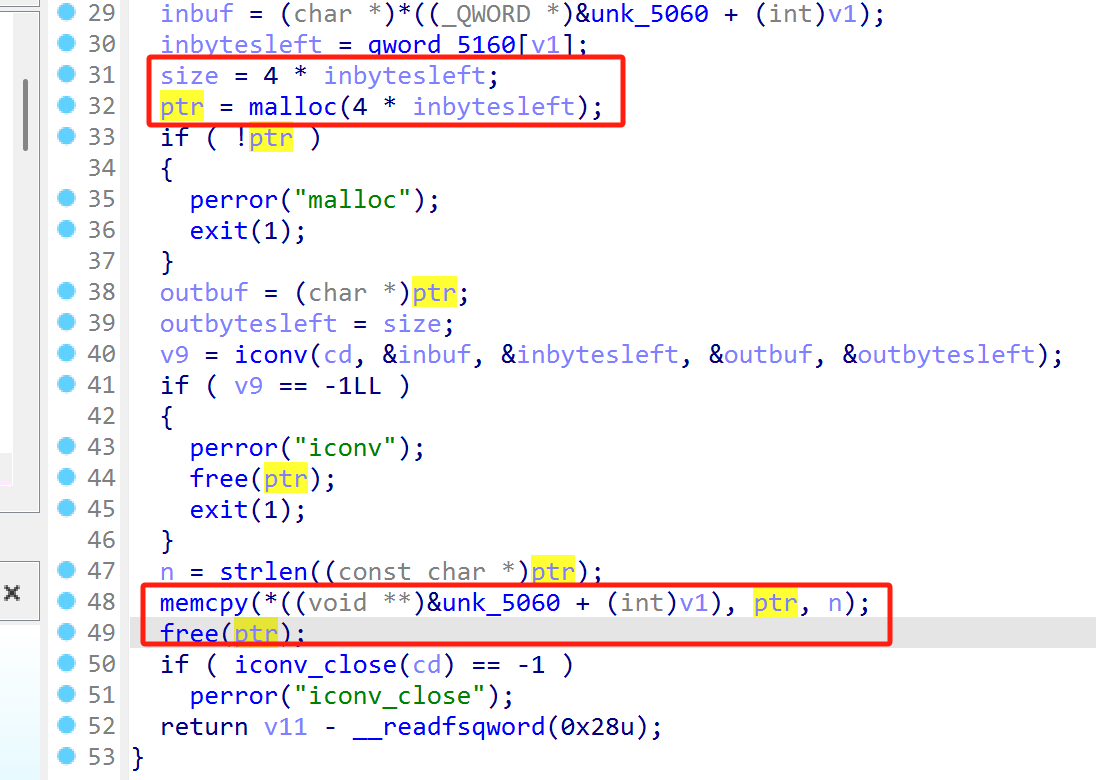 29 inbuf = (char *)*((_QWORD *)&unk_5060 + (int)v1);
30 inbytesleft = qword_5160[v1];
31 size = 4 * inbytesleft;
32 ptr = malloc(4 * inbytesleft);
33 if ( !ptr )
34 {
35 perror("malloc");
36 exit(1);
37 }
38 outbuf = (char *)ptr;
39 outbytesleft = size;
40 v9 = iconv(cd, &inbuf, &inbytesleft, &outbuf, &outbytesleft);
41 if ( v9 == -1LL )
42 {
43 perror("iconv");
44 free(ptr);
45 exit(1);
46 }
47 n = strlen((const char *)ptr);
48 memcpy(*((void **)&unk_5060 + (int)v1), ptr, n);
49 free(ptr);
50 if ( iconv_close(cd) == -1 )
51 perror("iconv_close");
52 return v11 - __readfsqword(0x28u);
53 }